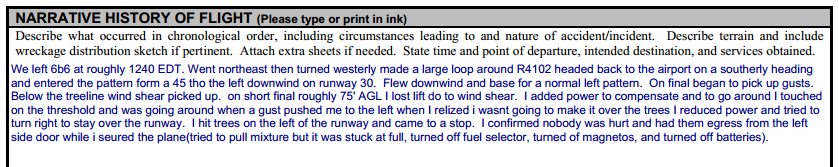 NARRATIVE HISTORY OF FLIGHT (Please type or print in ink)
Describe what occurred in chronological order, including circumstances leading to and nature of accident/incident. Describe terrain and include
wreckage distribution sketch if pertinent. Attach extra sheets if needed. State time and point of departure, intended destination, and services obtained.
We left 6b6 at roughly 1240 EDT. Went northeast then turned westerly made a large loop around R4102 headed back to the airport on a southerly heading
and entered the pattern form a 45 tho the left downwind on runway 30. Flew downwind and base for a normal left pattern. On final began to pick up gusts.
Below the treeline wind shear picked up. on short final roughly 75' AGL I lost lift do to wind shear. I added power to compensate and to go around I touched
on the threshold and was going around when a gust pushed me to the left when I relized i wasnt going to make it over the trees I reduced power and tried to
turn right to stay over the runway. I hit trees on the left of the runway and came to a stop. I confirmed nobody was hurt and had them egress from the left
side door while i seured the plane(tried to pull mixture but it was stuck at full, turned off fuel selector, turned of magnetos, and turned off batteries).